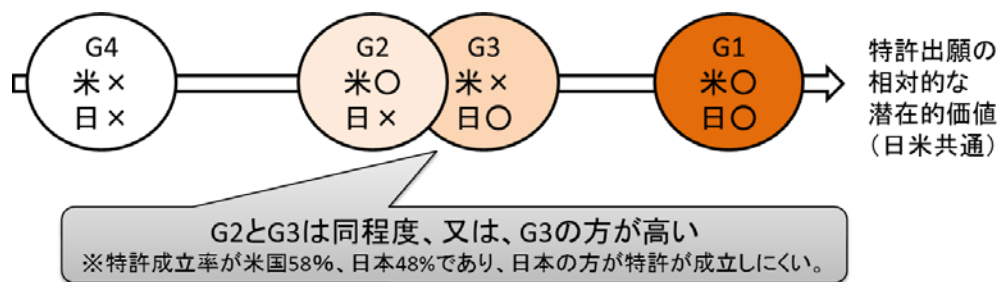 G4
米×
日×
G2
米〇
日×
G3
米×
日〇
G1
米〇
日〇
特許出願の
相対的な
潜在的価値
（日米共通）
G2とG3は同程度、又は、G3の方が高い
※特許成立率が米国58%、日本48%であり、日本の方が特許が成立しにくい。